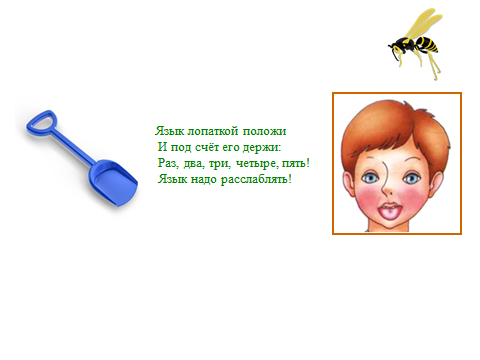 Язык лопаткой положи
И под счёт его держи:
Раз, два, три, четыре, пять!
Язык надо расслаблять!